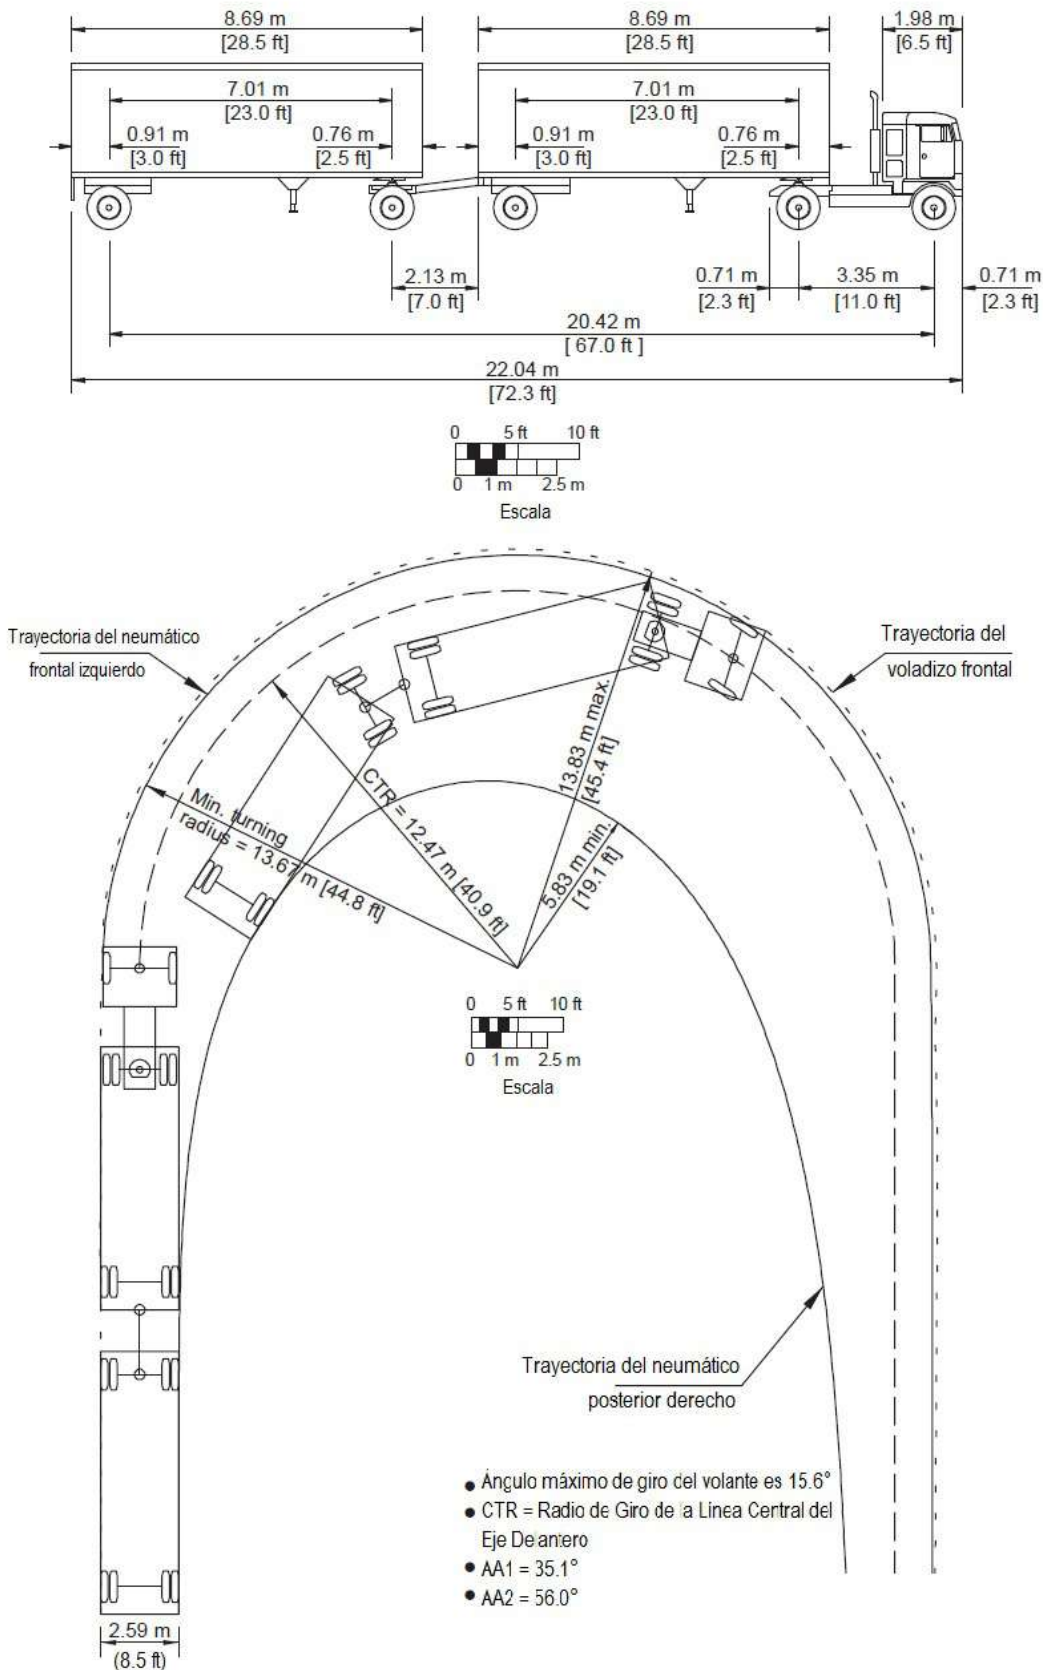 8.69 m
[28.5 ft]
8.69 m
[28.5 ft]
1.98 m
[6.5 ft]
7.01 m
[23.0 ft]
7.01 m
[23.0 ft]
0.91 m
[3.0 ft]
0.76 m
[2.5 ft]
0.91 m
[3.0 ft]
0.76 m
[2.5 ft]
2.13 m
[7.0 ft]
0.71 m
[2.3 ft]
3.35 m
[11.0 ft]
0.71 m
[2.3 ft]
20.42 m
[ 67.0 ft ]
22.04 m
[72.3 ft]
0 5 ft 10 ft
0 1 m 2.5 m
Escala
Trayectoria del neumático
frontal izquierdo
Trayectoria del
voladizo frontal
13.83 m max.
[45.4 ft]
CTR = 12.47 m [40.9 ft]
Min. turning
radius = 13.67 m [44.8 ft]
5.83 m min.
[19.1 ft]
0 5 ft 10 ft
0 1 m 2.5 m
Escala
Trayectoria del neumático
posterior derecho
● Ángulo máximo de giro del volante es 15.6°
● CTR = Radio de Giro de la Linea Central del
Eje Delantero
● AA1 = 35.1°
● AA2 = 56.0°
2.59 m
(8.5 ft)